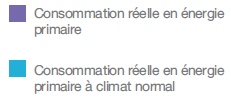 Consommation réelle en énergie
primaire
Consommation réelle en énergie
primaire à climat normal